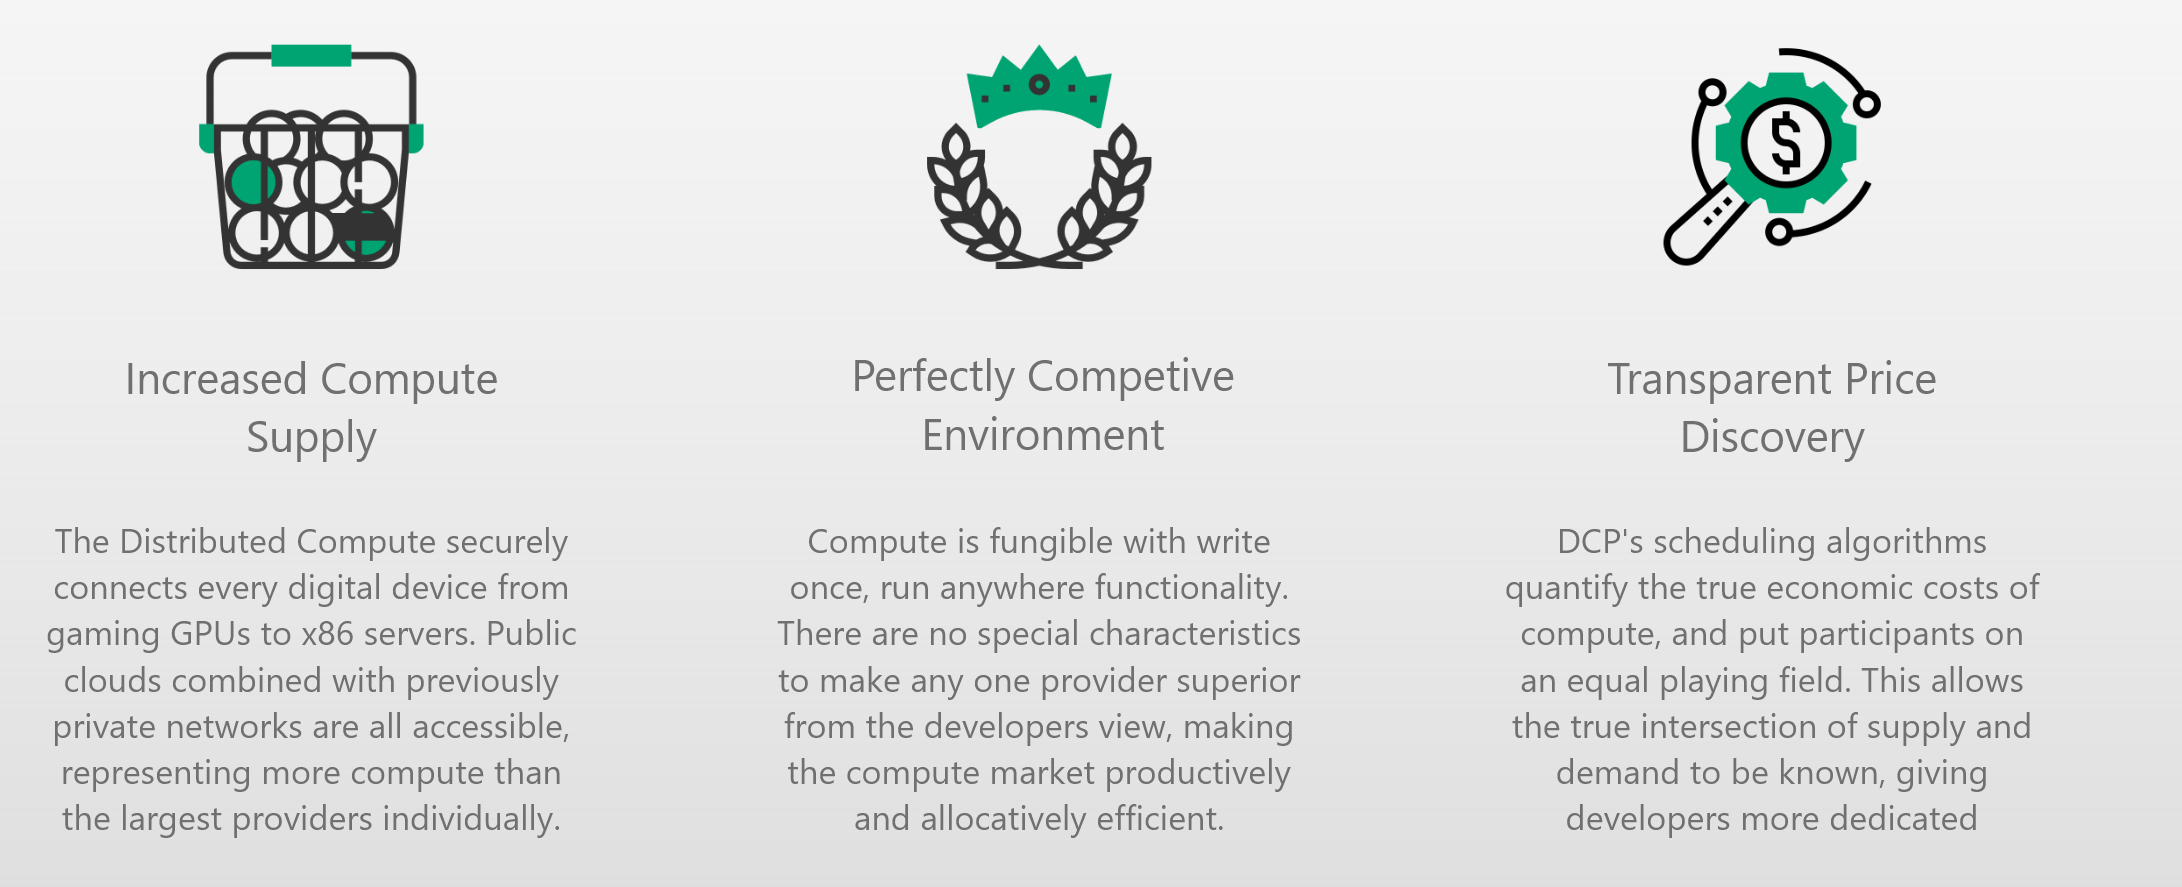 Increased Compute
Supply
The Distributed Compute securely
connects every digital device from
gaming GPUs to x86 servers. Public
clouds combined with previously
private networks are all accessible,
representing more compute than
the largest providers individually.
Perfectly Competive
Environment
Compute is fungible with write
once, run anywhere functionality.
There are no special characteristics
to make any one provider superior
from the developers view, making
the compute market productively
and allocatively efficient.
$
Transparent Price
Discovery
DCP's scheduling algorithms
quantify the true economic costs of
compute, and put participants on
an equal playing field. This allows
the true intersection of supply and
demand to be known, giving
developers more dedicated